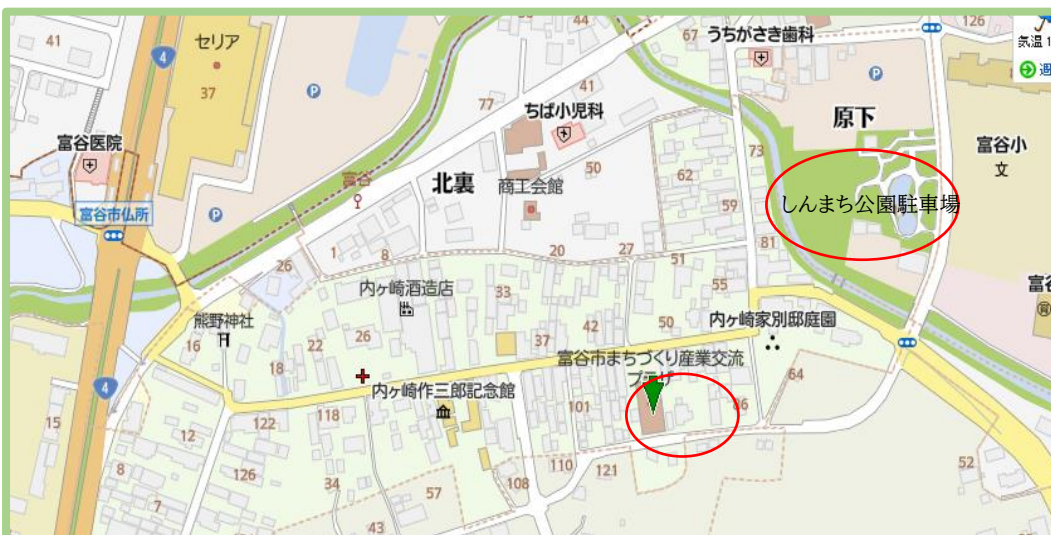 41
セリア
37
4
67
うちがさき歯科
126
気温 1
週
41
77
ちば小児科
原下
富谷医院
富谷小
文
50
73
62
北裏
商工会館
富谷
59
しんまち公園駐車場
富谷市仏所
1
8
20
27
51
81
26
内ヶ崎酒造店
33
55
熊野神社
16
22
26
37
42
50
内ヶ崎家別邸庭園
18
富谷市まちづくり産業交流
プラザ
64
4
内ヶ崎作三郎記念館
86
15
12
122
118
101
8
126
34
57
110
121
108
52
7
43